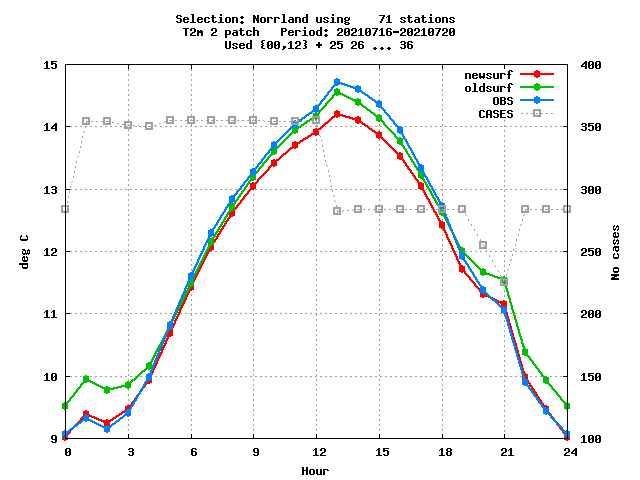 Selection: Norrland using    71 stations
T2m 2 patch   Period: 20210716-20210720
Used {00,12} + 25 26 ... 36
15
14
13
12
11
10
9
deg C
400
350
300
250
200
150
100
No cases
newsurf
oldsurf
OBS
CASES
0 3 6 9 12 15 18 21 24
Hour